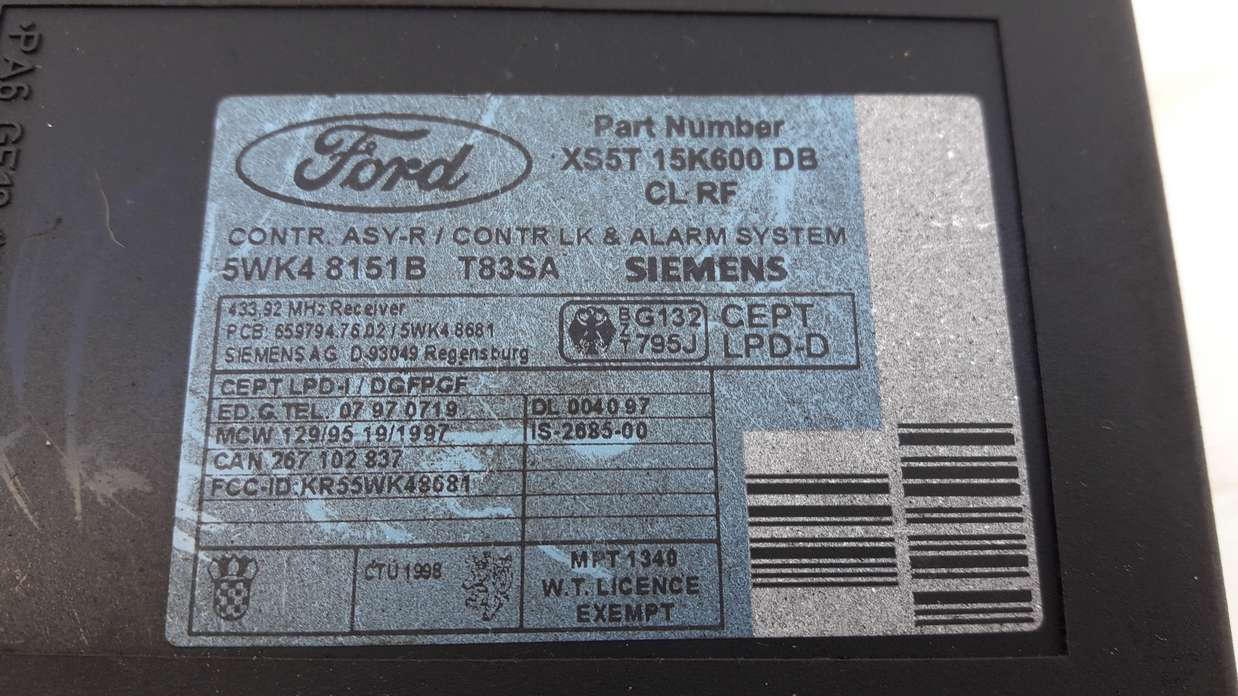 PA6 GF
Ford
Part Number
XS5T 15K600 DB
CL RF
CONTR. ASY-R / CONTR LK & ALARM SYSTEM
5WK4 8151B T83SA SIEMENS
433,92 MHz Receiver
PCB: 659794.76.02 / 5WK4 8681
SIEMENS AG D-93049 Regensburg
BZT G132 795J
CEPT
LPD-D
CEPT LPD-I / DGFPGF
ED. G. TEL. 07 97 0719 DL 0040 97
MCW 129/95 19/1997 IS-2685-00
CAN 267 102 837
FCC-ID: KR55WK48681
CTU 1998
MPT 1340
W.T. LICENCE
EXEMPT